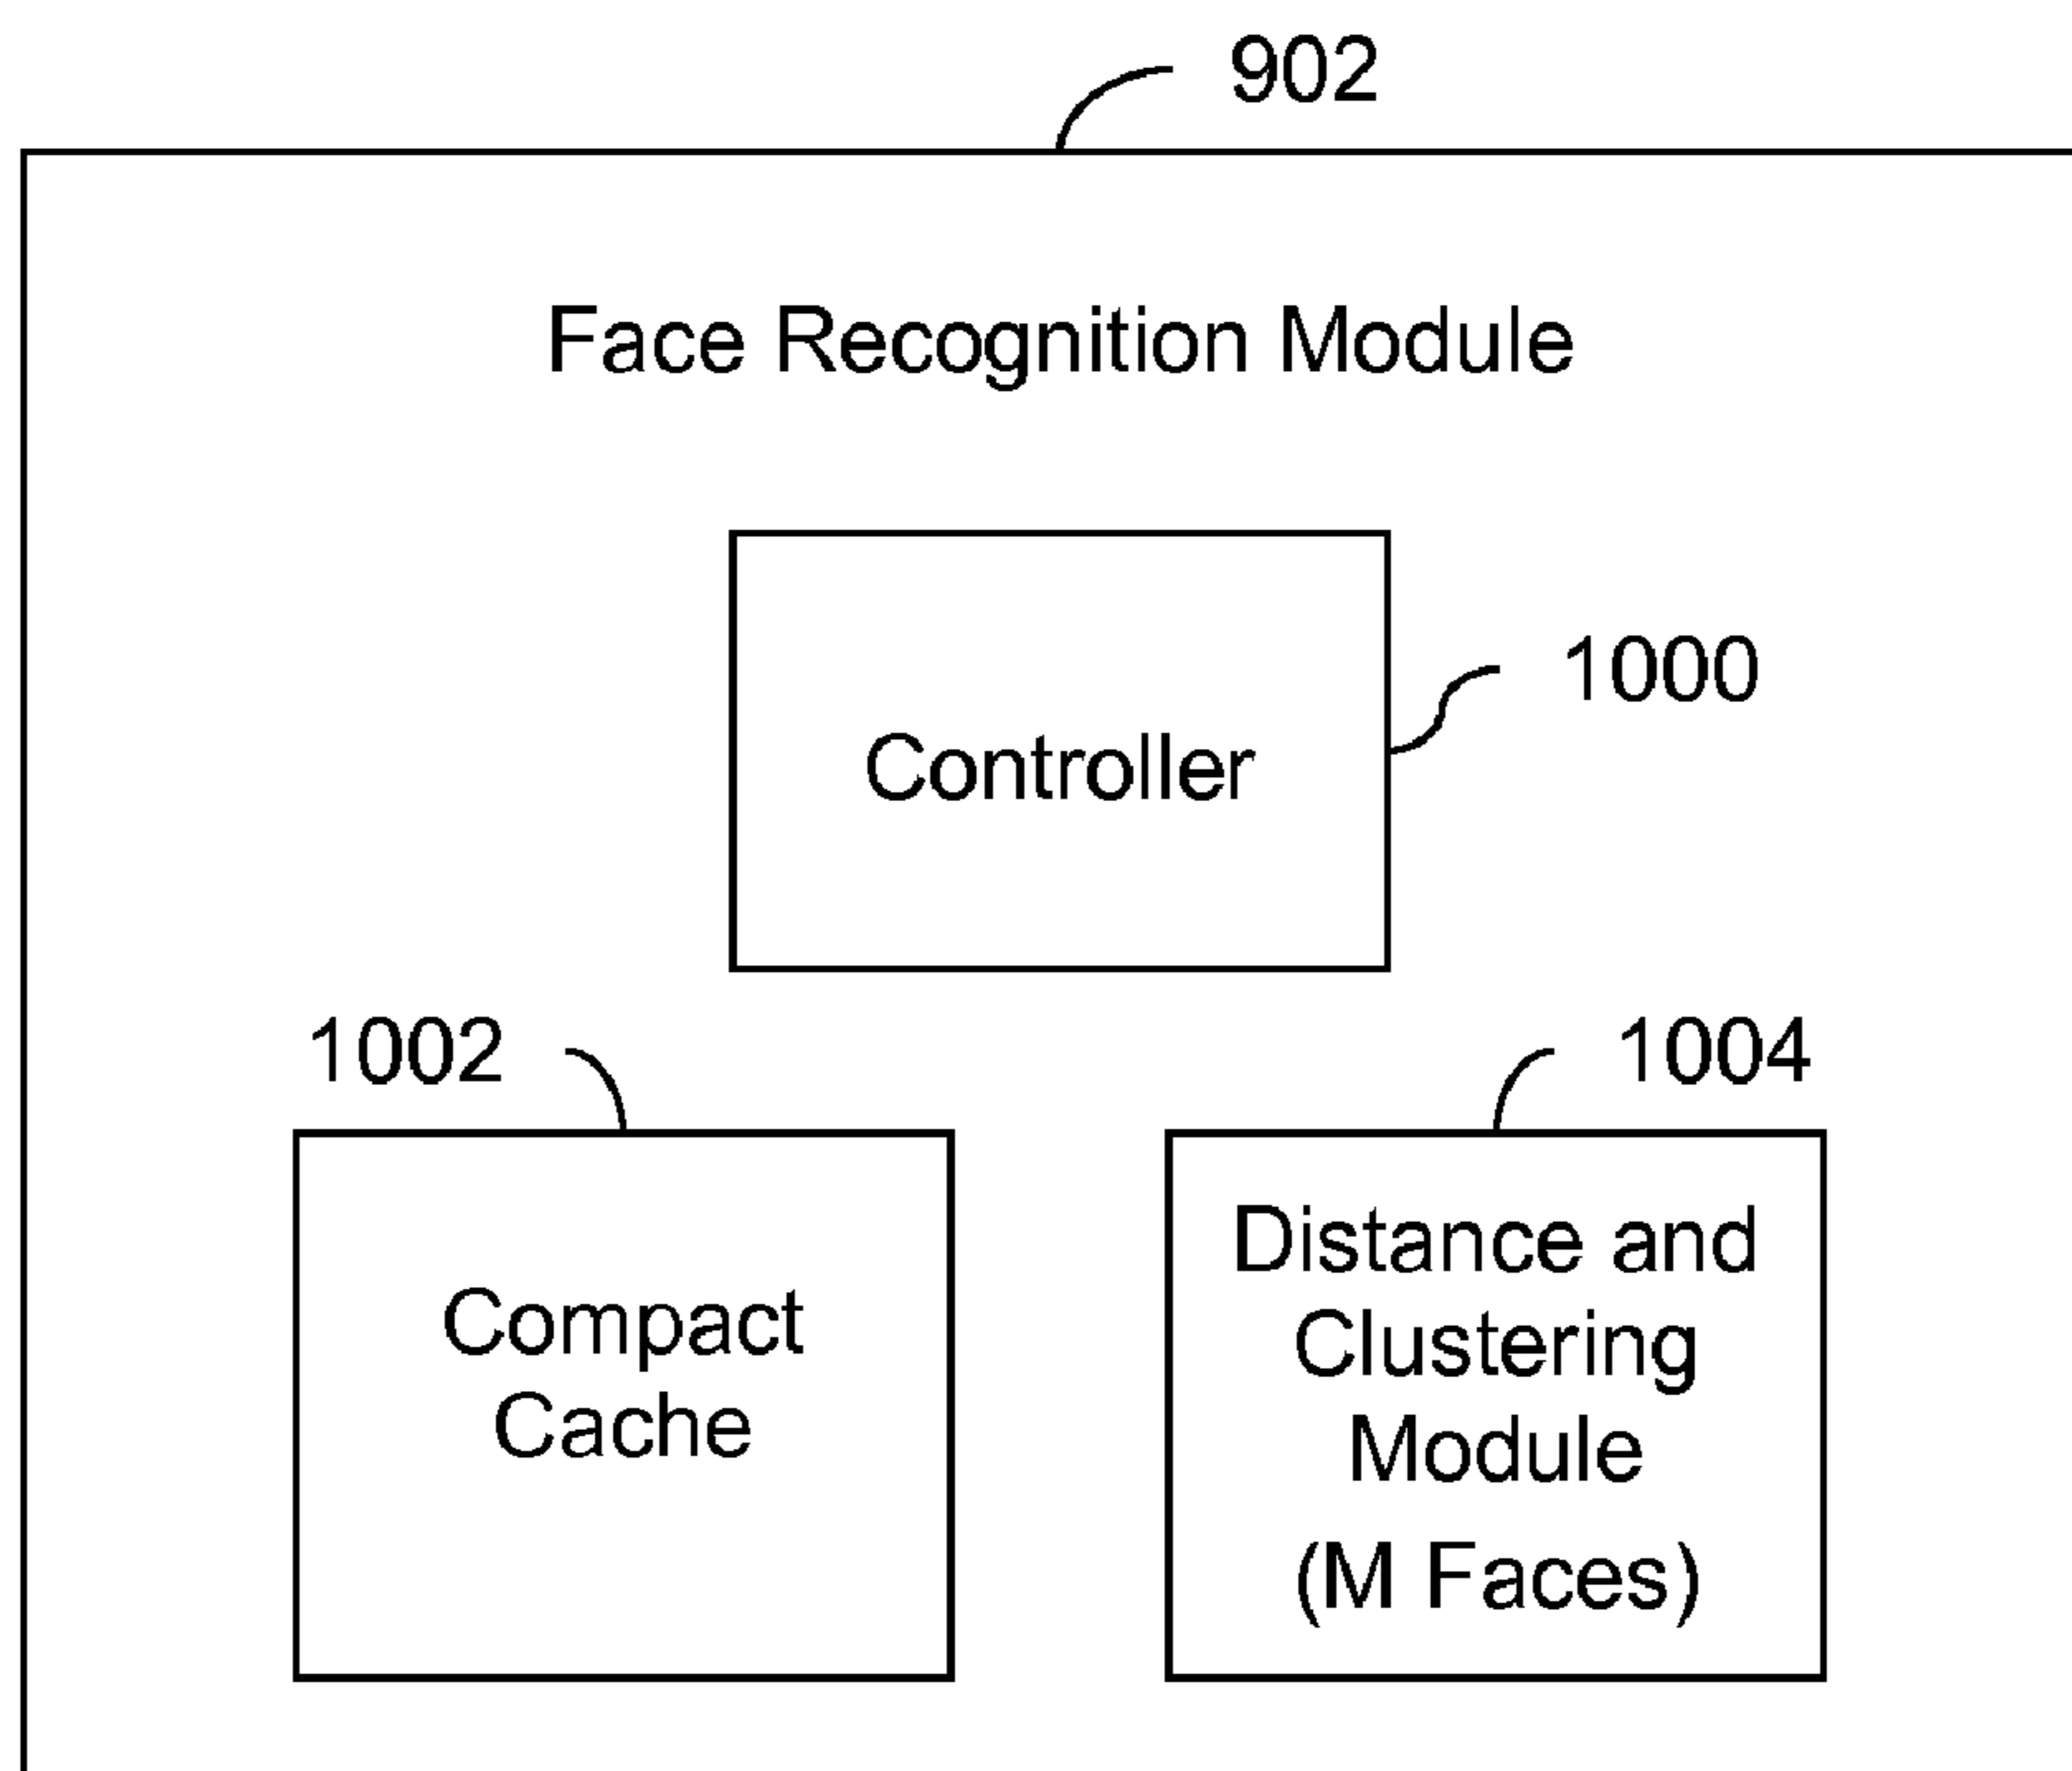 902
Face Recognition Module
Controller
1000
1002
1004
Compact
Cache
Distance and
Clustering
Module
(M Faces)